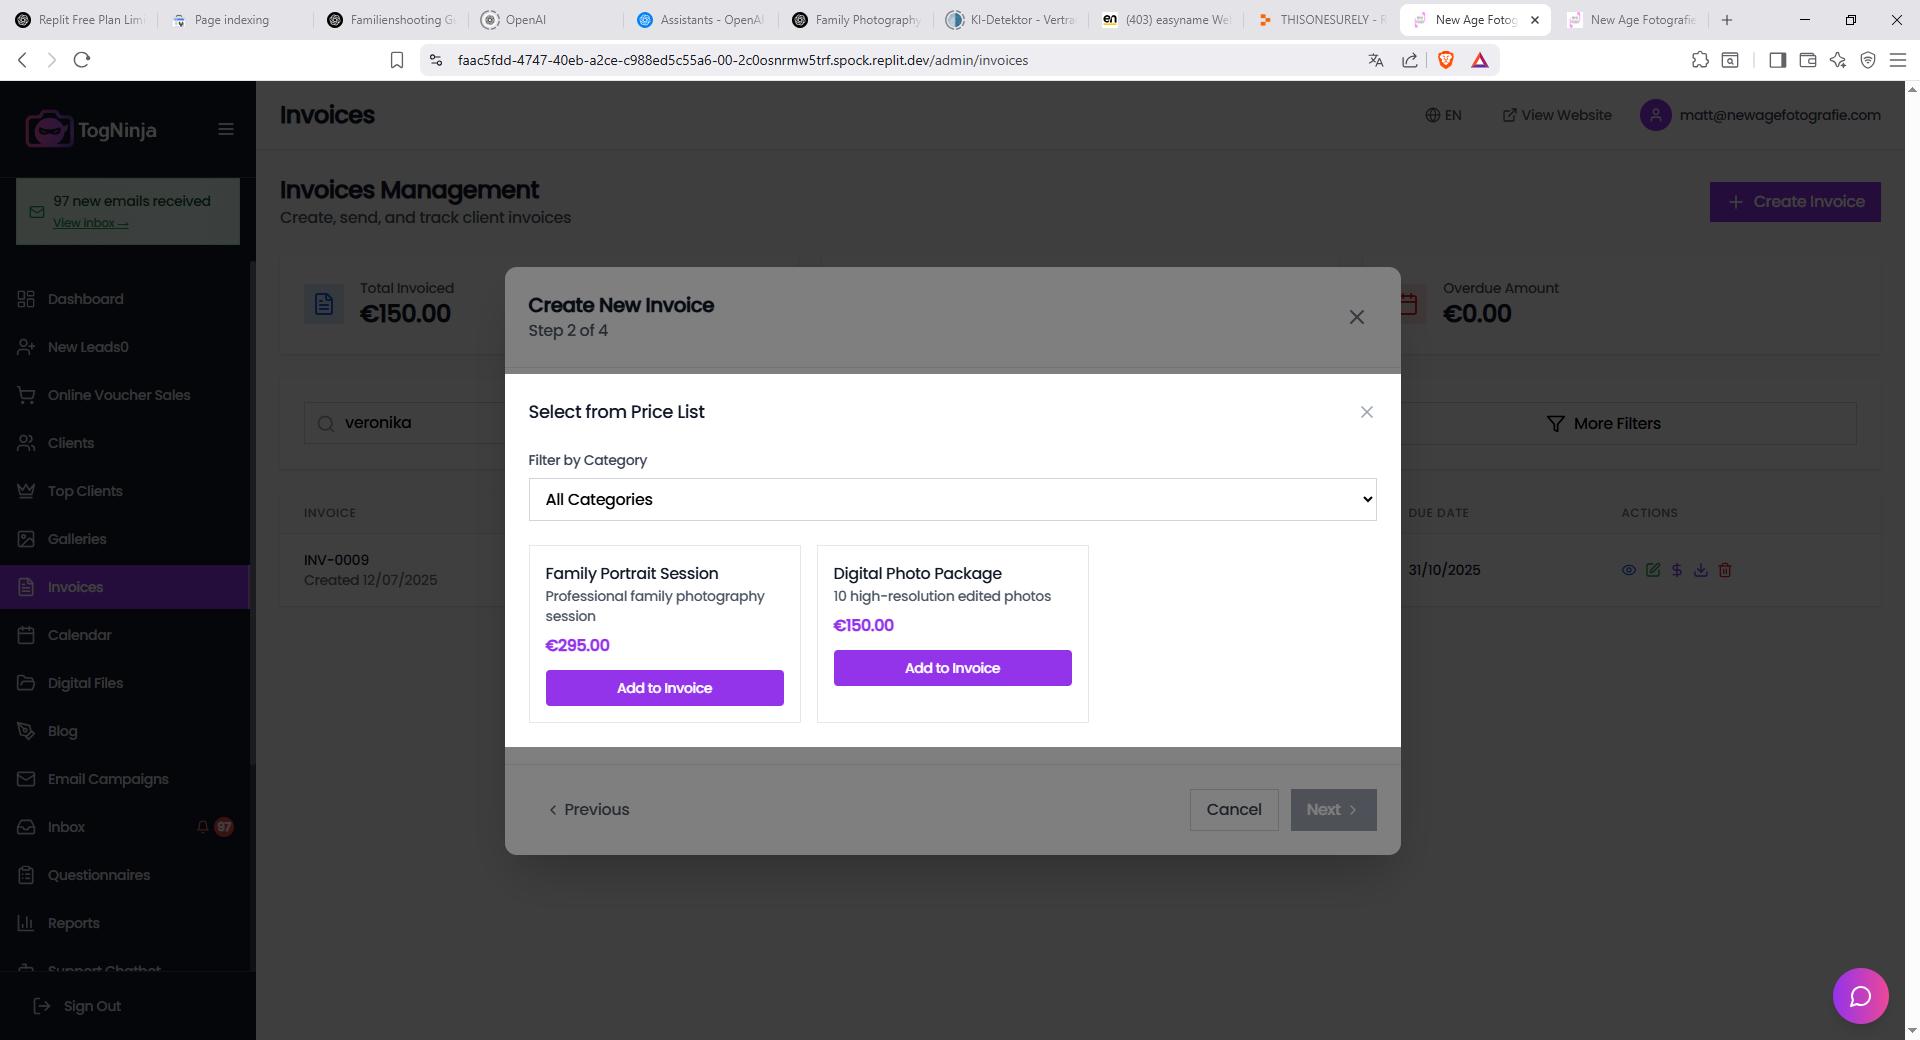 Replit Free Plan Limi
Page indexing
Familienshooting G
OpenAI
Assistants - OpenAI
Family Photography
KI-Detektor - Vertra
(403) easyname We
THISONESURELY - R
New Age Fotog
New Age Fotografie
faac5fdd-4747-40eb-a2ce-c988ed5c55a6-00-2c0osnrmw5trf.spock.replit.dev/admin/invoices
TogNinja
97 new emails received
View Inbox →
Dashboard
New Leads0
Online Voucher Sales
Clients
Top Clients
Galleries
Invoices
Calendar
Digital Files
Blog
Email Campaigns
Inbox
97
Questionnaires
Reports
Support Chatbot
Sign Out
Invoices
EN
View Website
matt@newagefotografie.com
Invoices Management
Create, send, and track client invoices
Create Invoice
Total Invoiced
€150.00
Overdue Amount
€0.00
veronika
More Filters
INVOICE
DUE DATE
ACTIONS
INV-0009
Created 12/07/2025
31/10/2025
Create New Invoice
Step 2 of 4
Select from Price List
Filter by Category
All Categories
Family Portrait Session
Professional family photography
session
€295.00
Add to Invoice
Digital Photo Package
10 high-resolution edited photos
€150.00
Add to Invoice
Previous
Cancel
Next